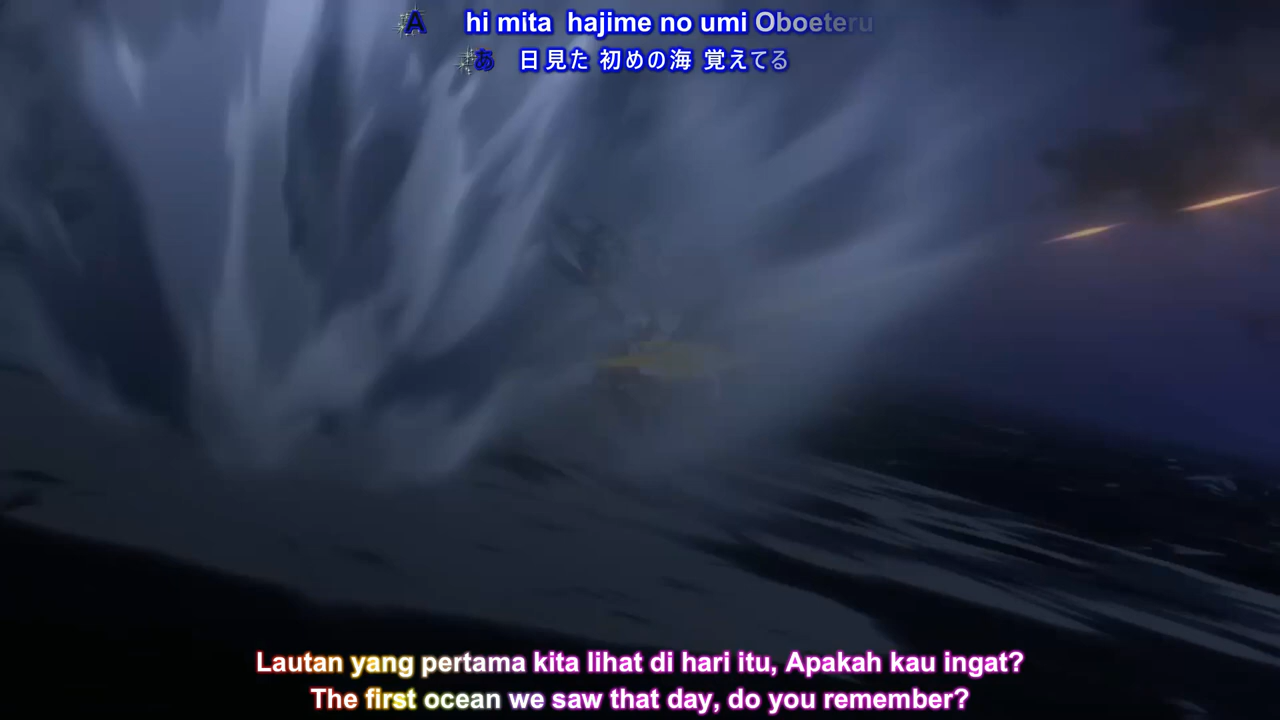 A hi mita hajime no umi Oboeteru
あ 日見た 初めの海 覚えてる
Lautan yang pertama kita lihat di hari itu, Apakah kau ingat?
The first ocean we saw that day, do you remember?